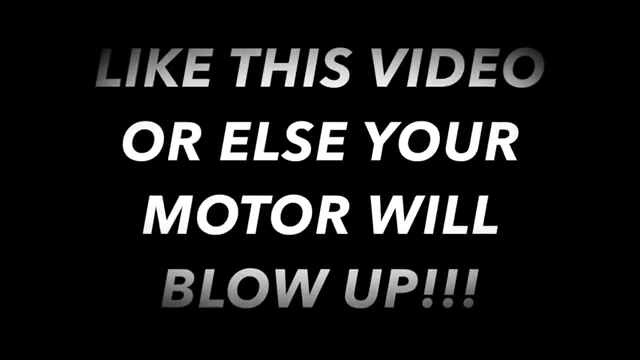 LIKE THIS VIDEO
OR ELSE YOUR
MOTOR WILL
BLOW UP!!!